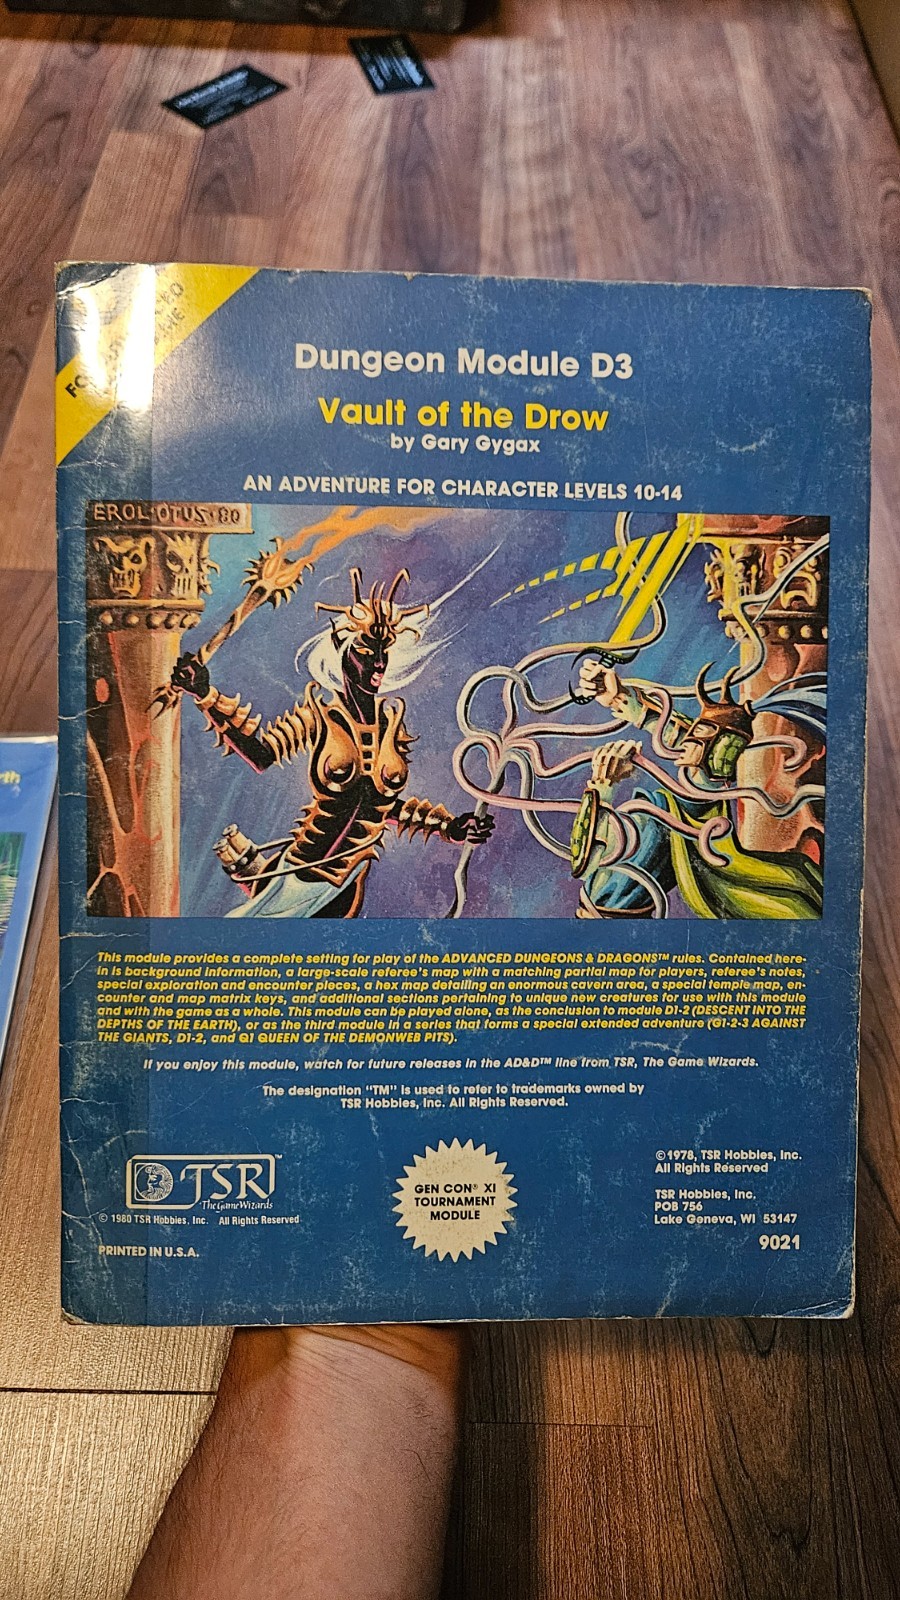 Dungeon Module D3
Vault of the Drow
by Gary Gygax
AN ADVENTURE FOR CHARACTER LEVELS 10-14
EROL OTUS • 80
This module provides a complete setting for play of the ADVANCED DUNGEONS & DRAGONS™ rules. Contained here-
in is background information, a large-scale referee's map with a matching partial map for players, referee's notes,
special exploration and encounter pieces, a hex map detailing an enormous cavern area, a special temple map, en-
counter and map matrix keys, and additional sections pertaining to unique new creatures for use with this module
and with the game as a whole. This module can be played alone, as the conclusion to module D1-2 (DESCENT INTO THE
DEPTHS OF THE EARTH), or as the third module in a series that forms a special extended adventure (G1-2-3 AGAINST
THE GIANTS, D1-2, and Q1 QUEEN OF THE DEMONWEB PITS).
If you enjoy this module, watch for future releases in the AD&D™ line from TSR, The Game Wizards.
The designation "TM" is used to refer to trademarks owned by
TSR Hobbies, Inc. All Rights Reserved.
TSR™
The Game Wizards
© 1980 TSR Hobbies, Inc. All Rights Reserved
PRINTED IN U.S.A.
GEN CON® XI
TOURNAMENT
MODULE
©1978, TSR Hobbies, Inc.
All Rights Reserved
TSR Hobbies, Inc.
POB 756
Lake Geneva, WI 53147
9021